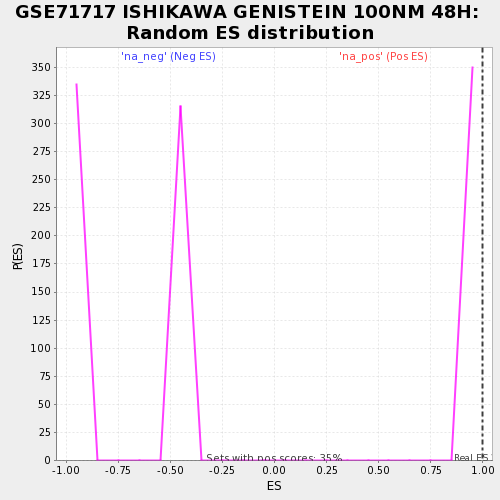 GSE71717 ISHIKAWA GENISTEIN 100NM 48H:
Random ES distribution
'na_neg' (Neg ES)
'na_pos' (Pos ES)
P(ES)
350
325
300
275
250
225
200
175
150
125
100
75
50
25
0
Sets with pos scores: 35%
Real ES
-1.00 -0.75 -0.50 -0.25 0.00 0.25 0.50 0.75 1.00
ES